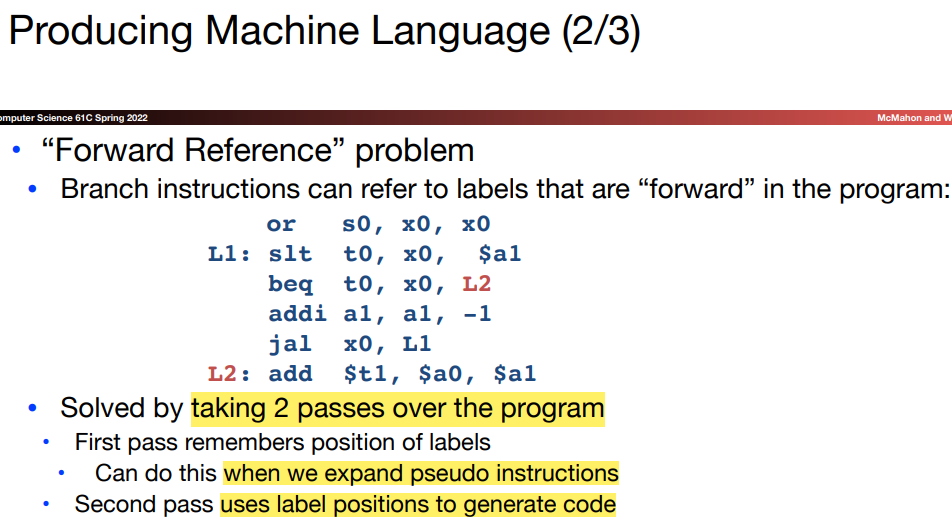 Producing Machine Language (2/3)
omputer Science 61C Spring 2022
McMahon and W
• “Forward Reference” problem
• Branch instructions can refer to labels that are “forward” in the program:
or s0, x0, x0
L1: slt t0, x0, $a1
beq t0, x0, L2
addi a1, a1, -1
jal x0, L1
L2: add $t1, $a0, $a1
• Solved by taking 2 passes over the program
• First pass remembers position of labels
• Can do this when we expand pseudo instructions
• Second pass uses label positions to generate code